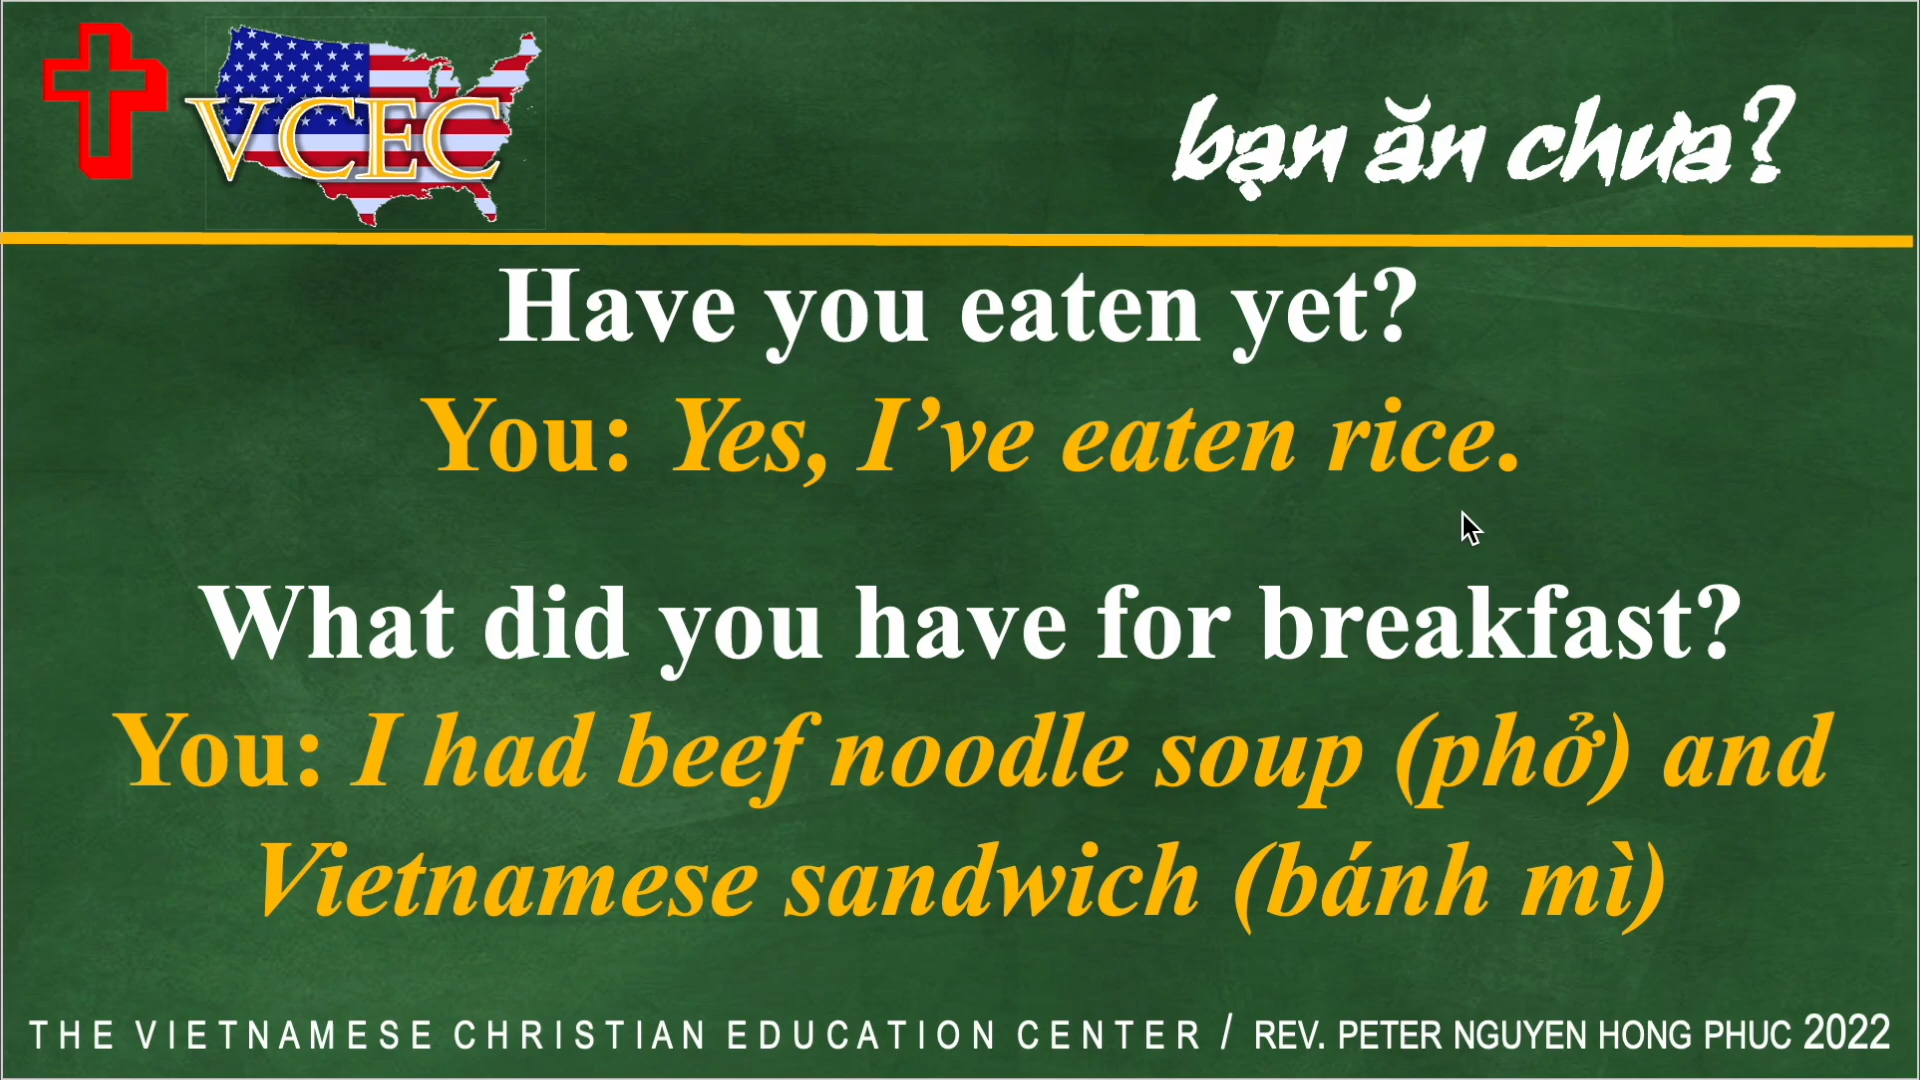 VCEC
bạn ăn chưa?
Have you eaten yet?
You: Yes, I’ve eaten rice.
What did you have for breakfast?
You: I had beef noodle soup (phở) and
Vietnamese sandwich (bánh mì)
THE VIETNAMESE CHRISTIAN EDUCATION CENTER / REV. PETER NGUYEN HONG PHUC 2022